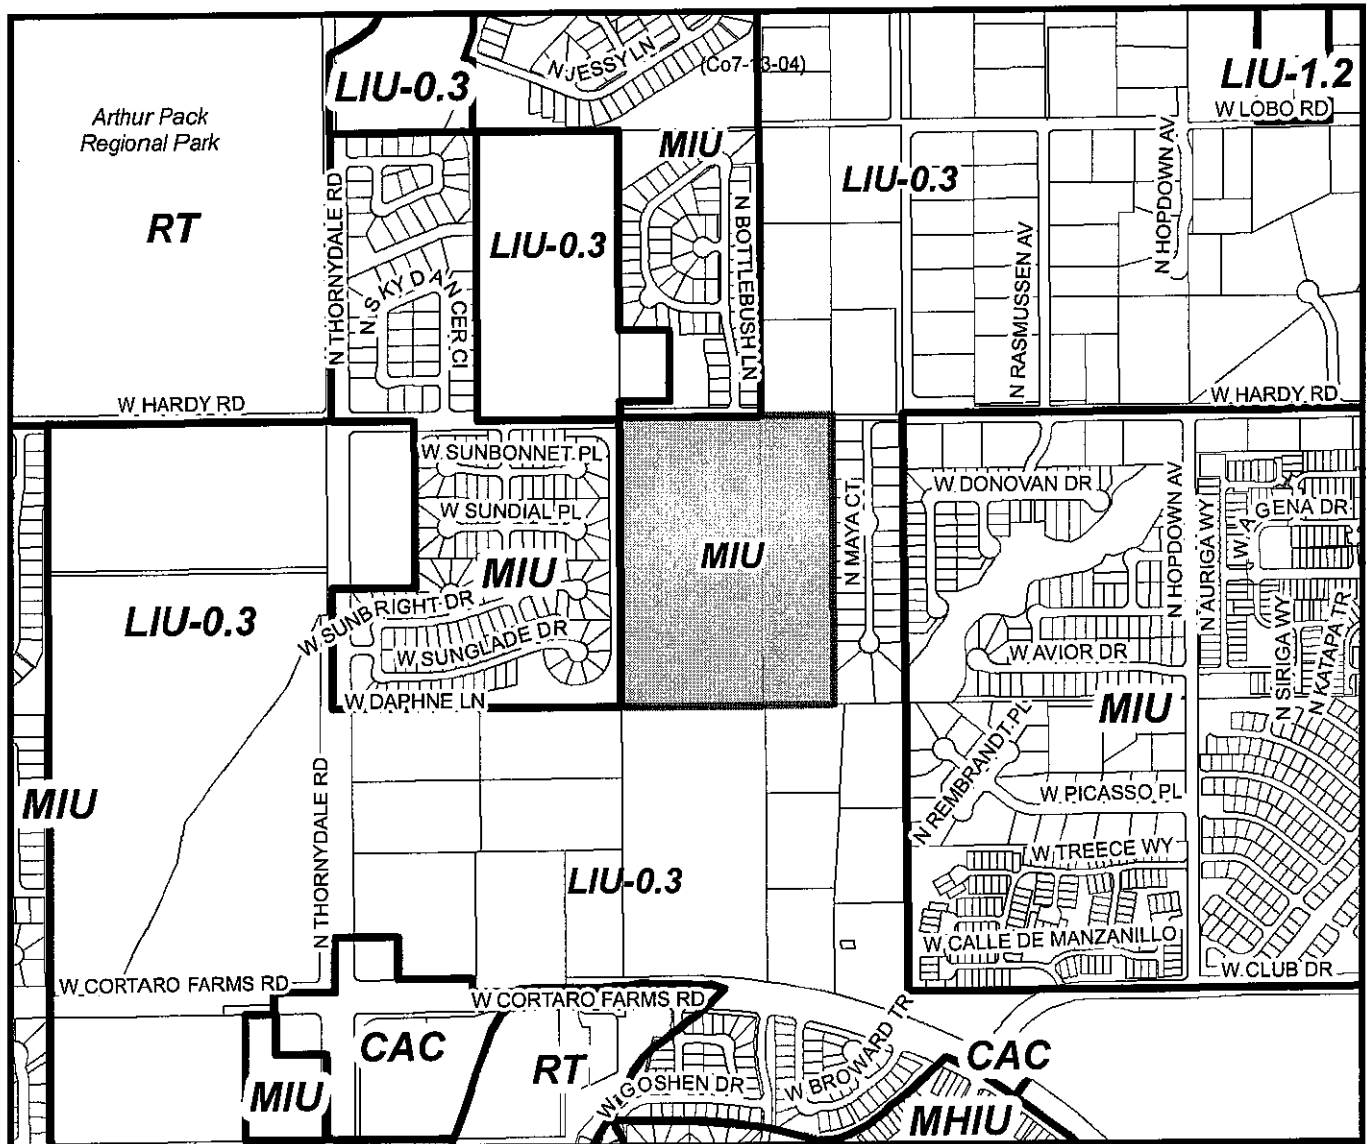 N JESSY LN
(Co7-13-04)
LIU-0.3
LIU-1.2
W LOBO RD
Arthur Pack
Regional Park
RT
MIU
LIU-0.3
N HOPDOWN AV
N THORNYDALE RD
LIU-0.3
N BOTTLEBUSH LN
N SKYDANCER CI
N RASMUSSEN AV
W HARDY RD
W HARDY RD
W SUNBONNET PL
W SUNDIAL PL
MIU
MIU
N MAYA CT
W DONOVAN DR
N HOPDOWN AV
N AURIGA WY
GENA DR
LIU-0.3
W SUNBRIGHT DR
W SUNGLADE DR
W DAPHNE LN
W AVIOR DR
N SIRIGA WY
N KATAPA TR
MIU
MIU
N THORNYDALE RD
N REMBRANDT PL
W PICASSO PL
W TREECE WY
LIU-0.3
W CALLE DE MANZANILLO
W CLUB DR
W CORTARO FARMS RD
W CORTARO FARMS RD
CAC
RT
W BROWARD TR
CAC
MIU
W GOSHEN DR
MHIU